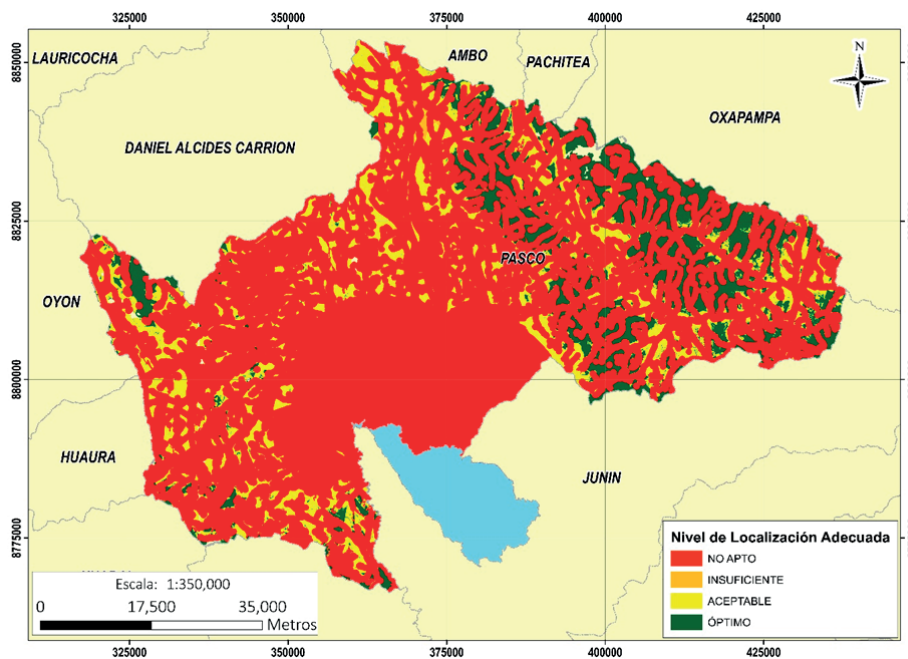 325000 350000 375000 400000 425000
8850000
LAURICOCHA
AMBO
PACHITEA
N
OXAPAMPA
DANIEL ALCIDES CARRION
8825000
PASCO
OYON
8800000
HUAURA
JUNIN
8775000
Nivel de Localización Adecuada
NO APTO
INSUFICIENTE
ACEPTABLE
ÓPTIMO
Escala: 1:350,000
0 17,500 35,000
Metros
325000 350000 375000 400000 425000